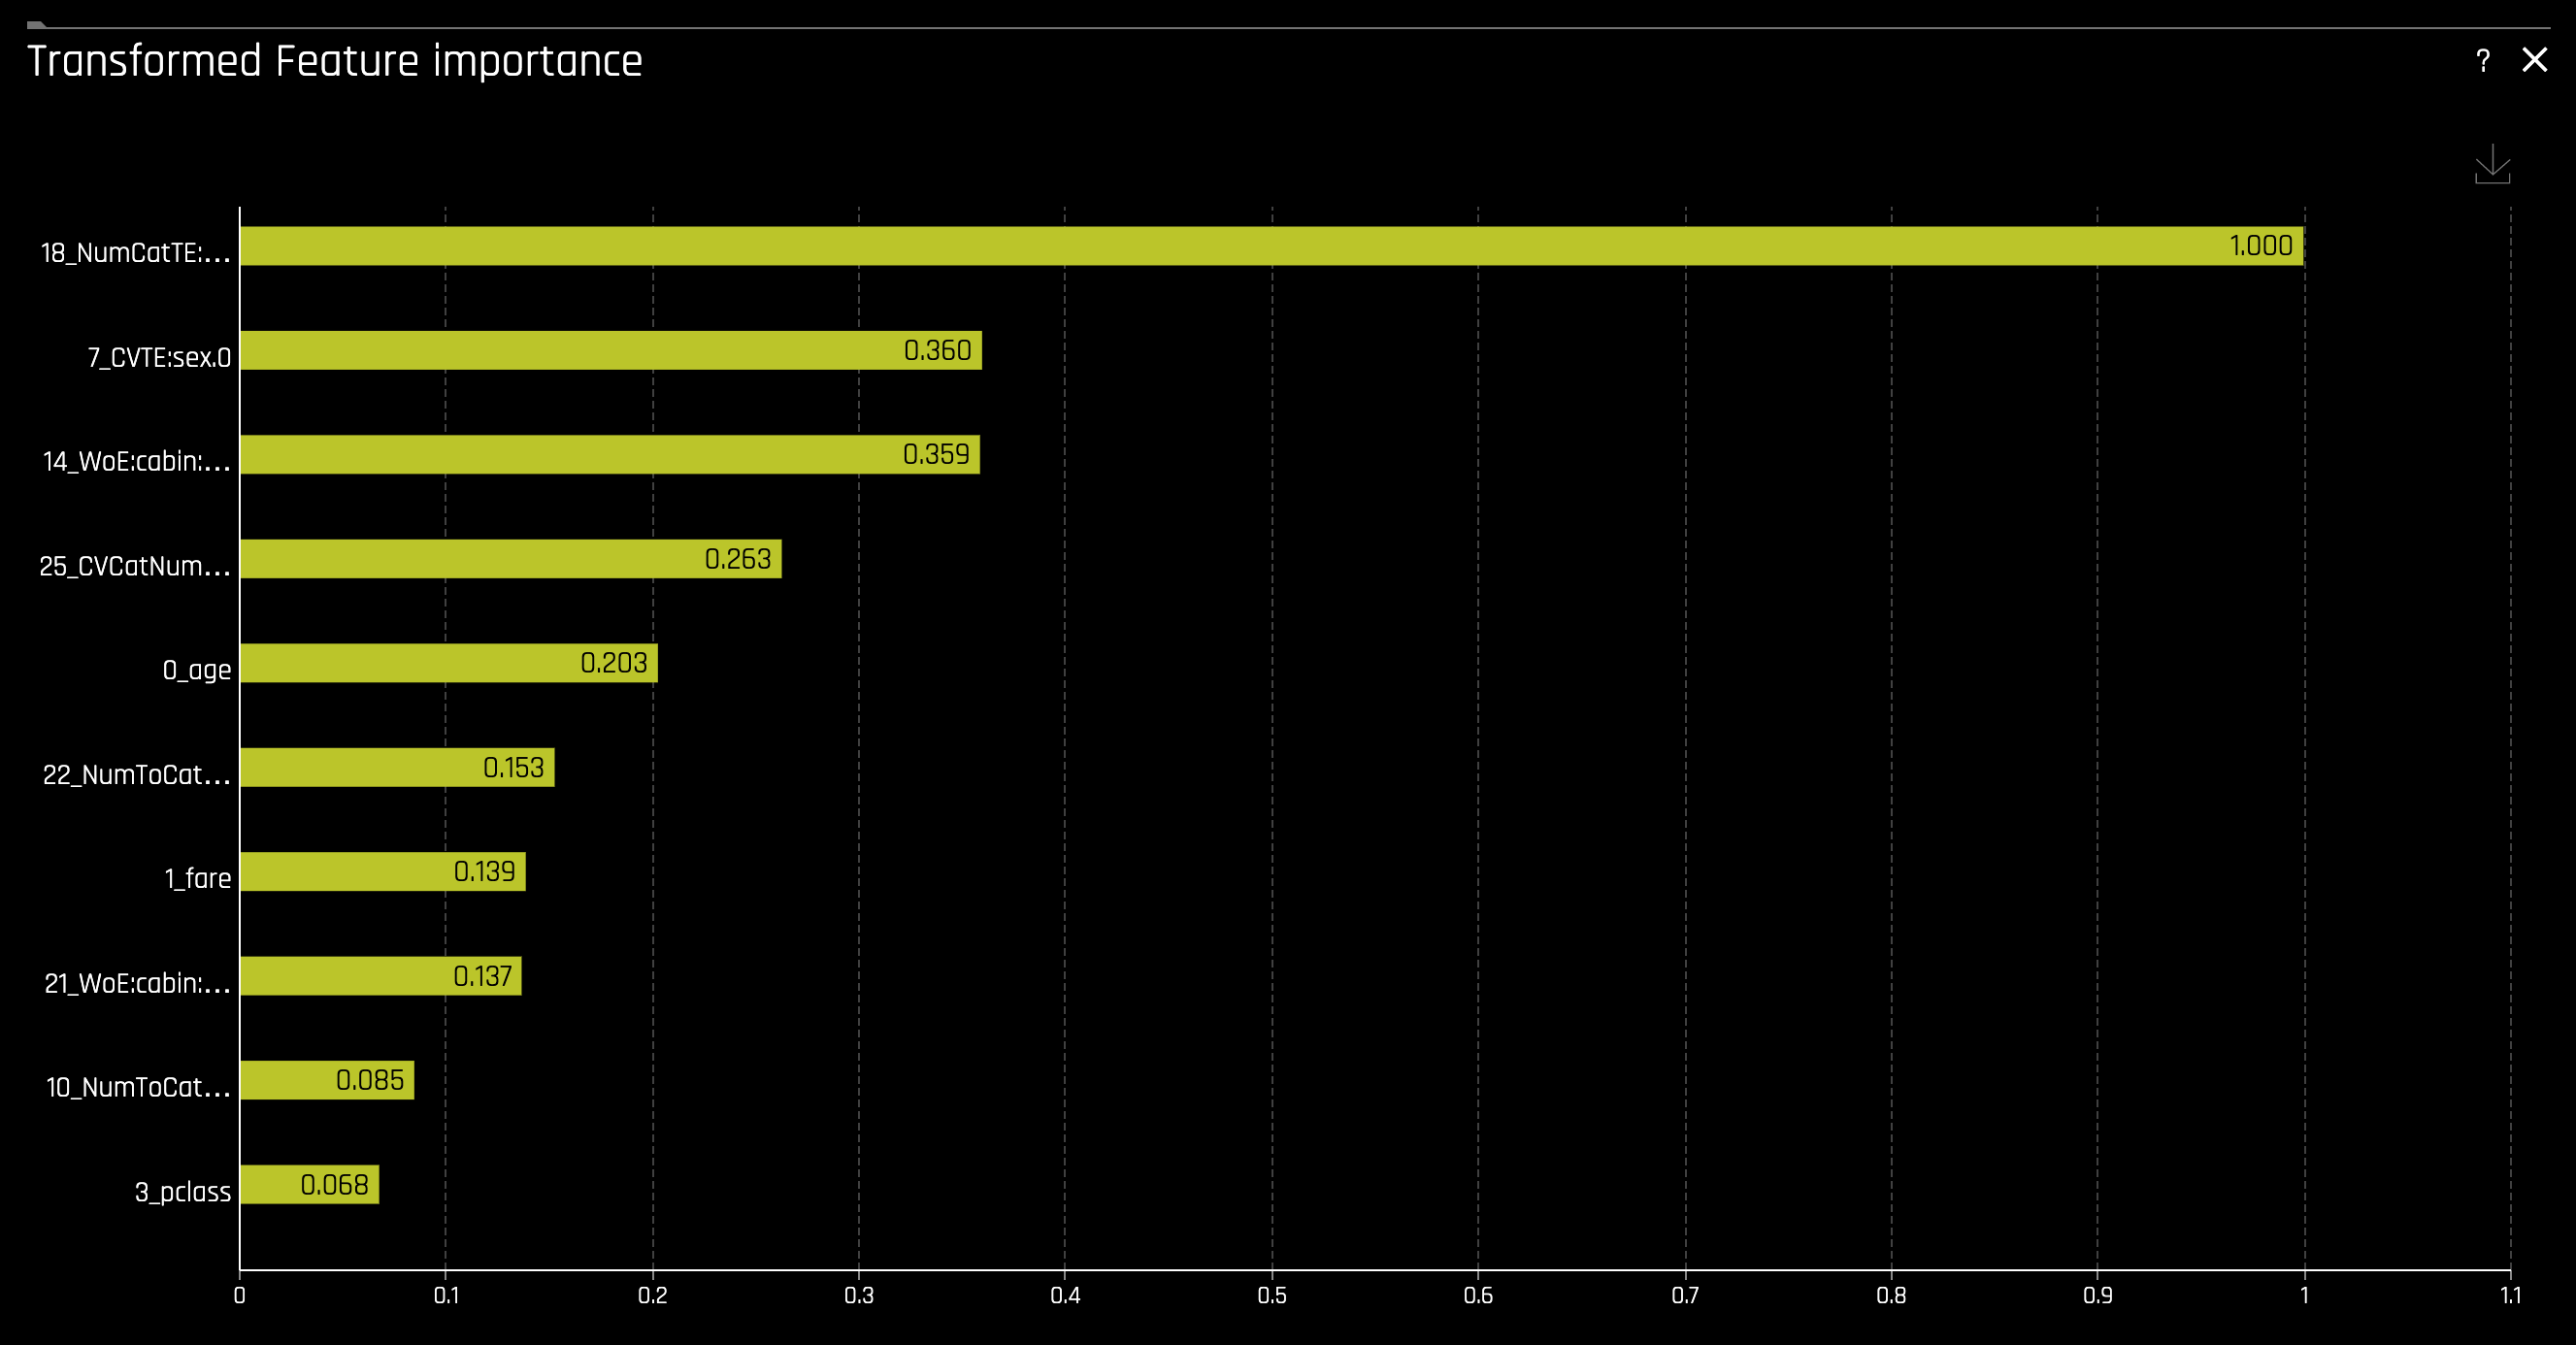 Transformed Feature importance
?
18_NumCatTE:...
1.000
7_CVTE:sex.0
0.360
14_WoE:cabin:...
0.359
25_CVCatNum...
0.263
0_age
0.203
22_NumToCat...
0.153
1_fare
0.139
21_WoE:cabin:...
0.137
10_NumToCat...
0.085
3_pclass
0.068
0 0.1 0.2 0.3 0.4 0.5 0.6 0.7 0.8 0.9 1 1.1